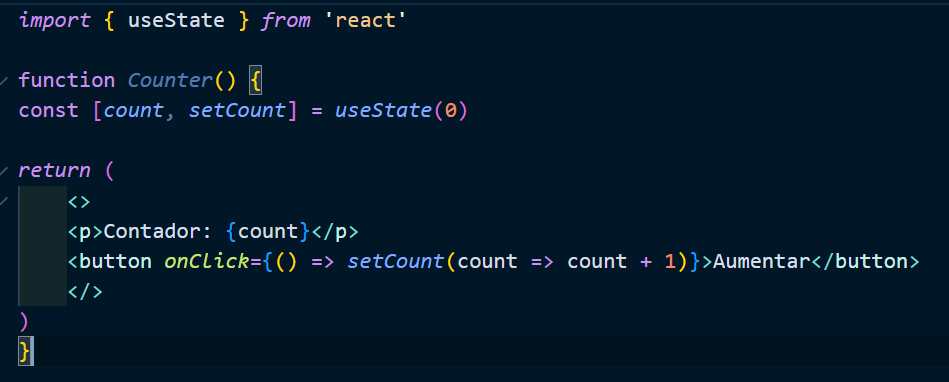 import { useState } from 'react'
function Counter() {
const [count, setCount] = useState(0)
return (
<>
<p>Contador: {count}</p>
<button onClick={() => setCount(count => count + 1)}>Aumentar</button>
</>
)
}